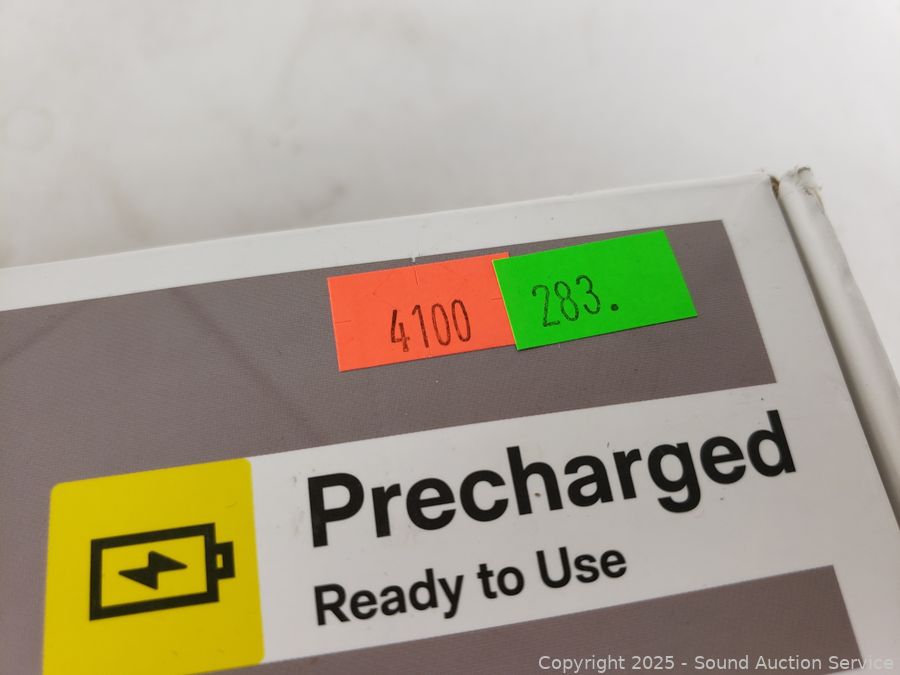 4100
283.
Precharged
Ready to Use
Copyright 2025 - Sound Auction Service